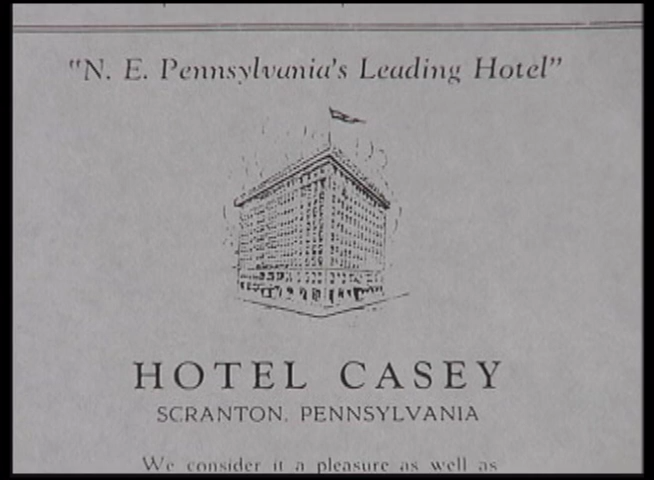 "N. E. Pennsylvania's Leading Hotel"
HOTEL CASEY
SCRANTON, PENNSYLVANIA
We consider it a pleasure as well as